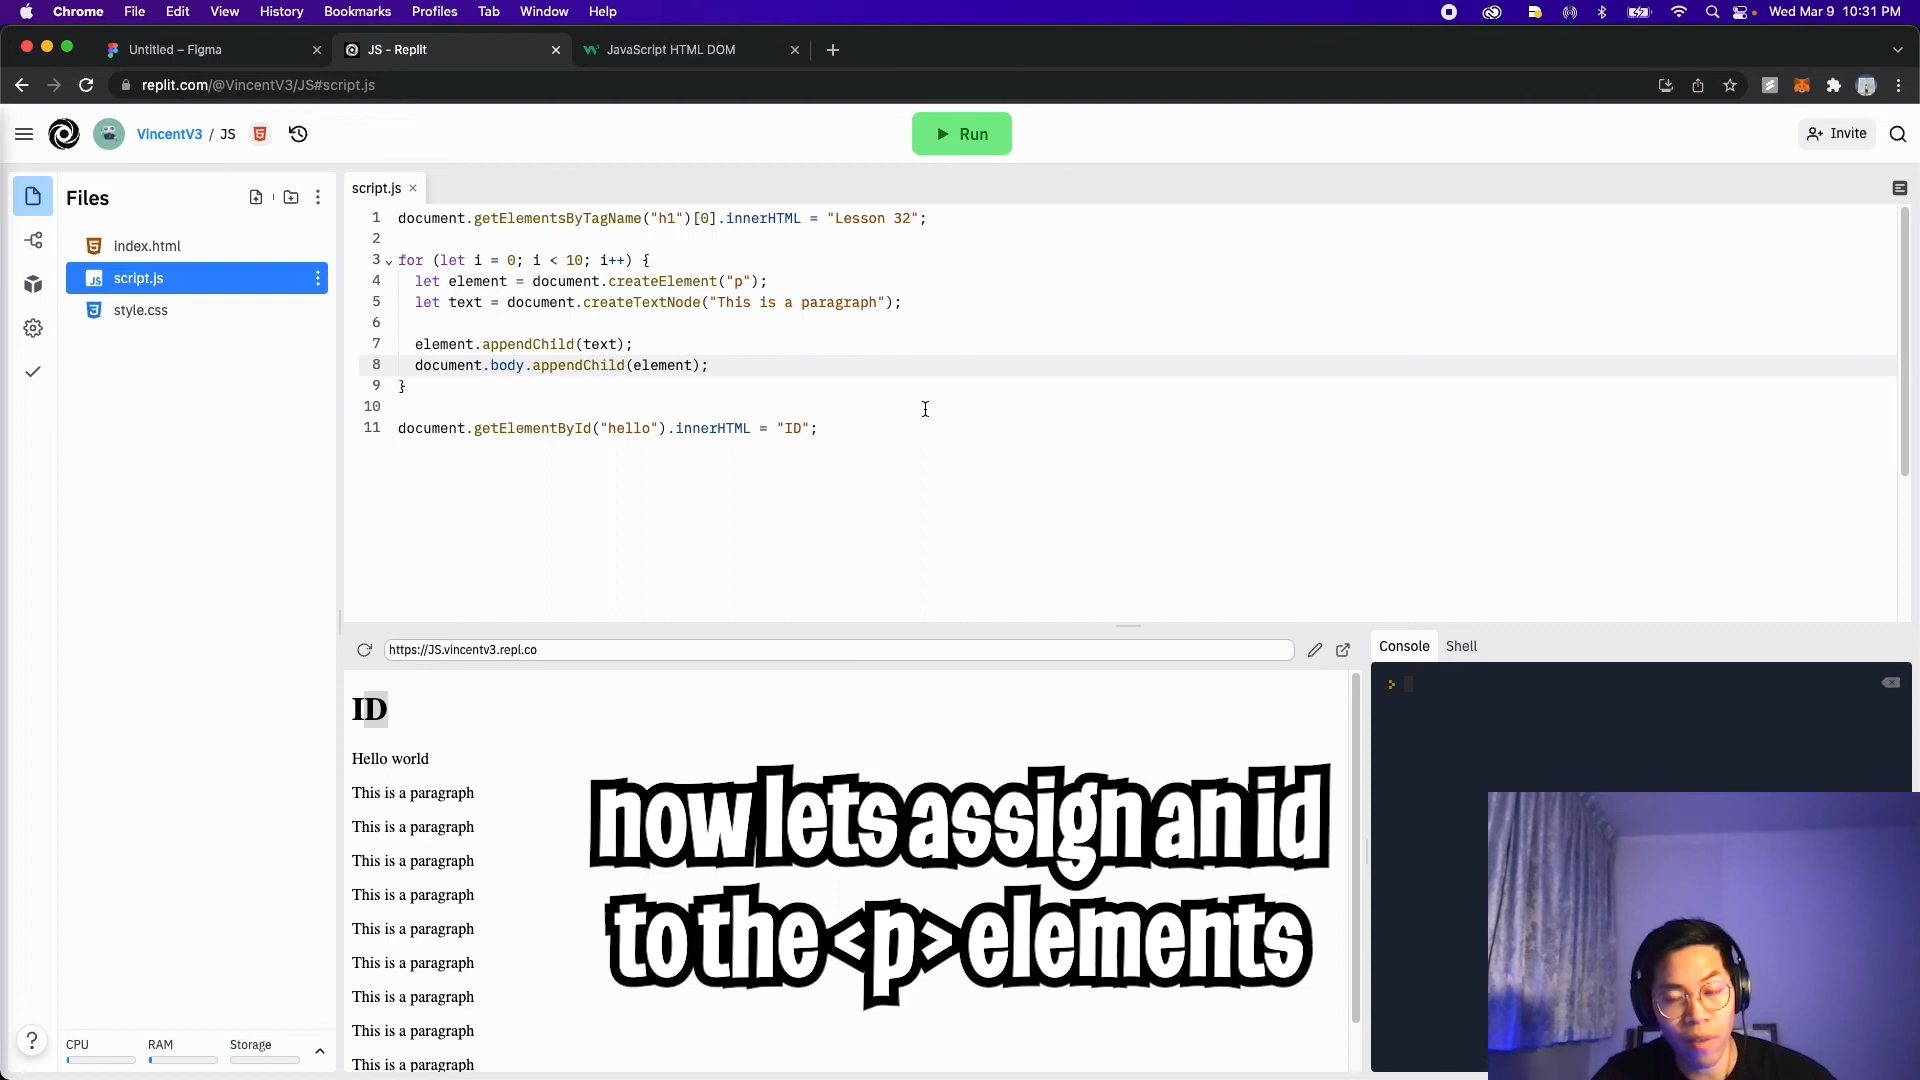 Chrome File Edit View History Bookmarks Profiles Tab Window Help Wed Mar 9 10:31 PM
Untitled – Figma JS - Replit JavaScript HTML DOM
replit.com/@VincentV3/JS#script.js
VincentV3 / JS Run Invite
Files
index.html
script.js
style.css
script.js
1 document.getElementsByTagName("h1")[0].innerHTML = "Lesson 32";
2
3 for (let i = 0; i < 10; i++) {
4 let element = document.createElement("p");
5 let text = document.createTextNode("This is a paragraph");
6
7 element.appendChild(text);
8 document.body.appendChild(element);
9 }
10
11 document.getElementById("hello").innerHTML = "ID";
https://JS.vincentv3.repl.co
Console Shell
ID
Hello world
This is a paragraph
This is a paragraph
This is a paragraph
This is a paragraph
This is a paragraph
This is a paragraph
This is a paragraph
This is a paragraph
This is a paragraph
now lets assign an id
to the <p> elements
? CPU RAM Storage